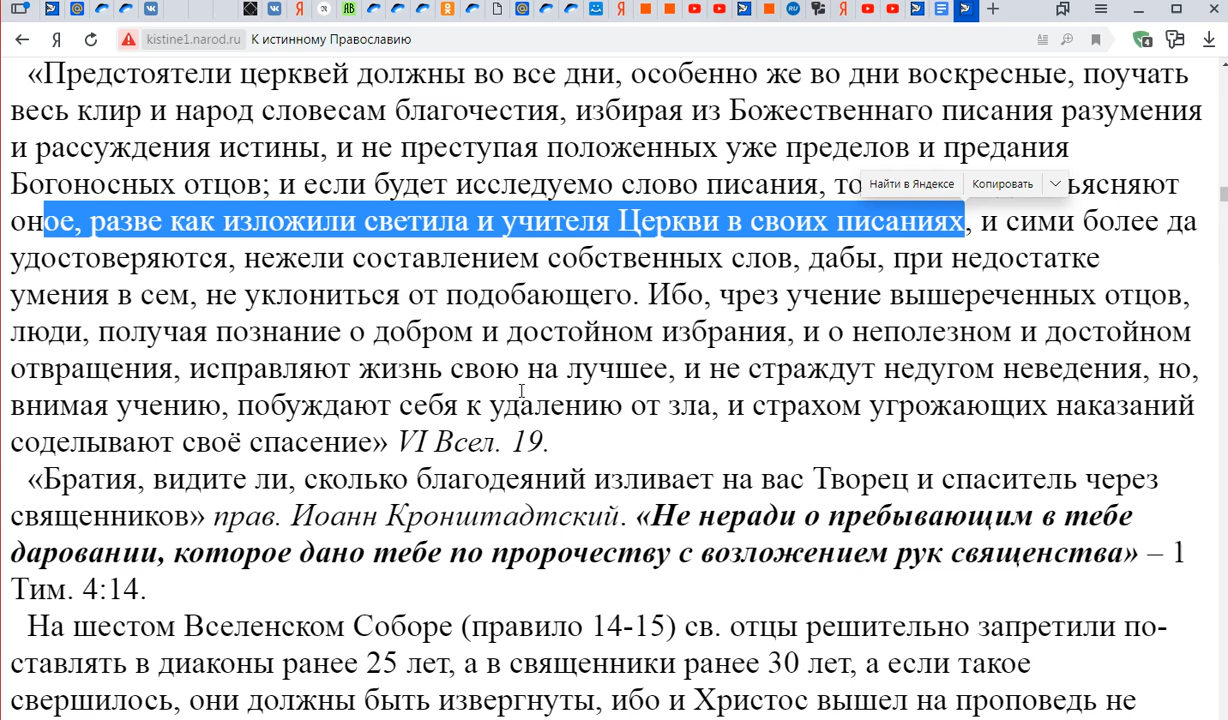 kistine1.narod.ru К истинному Православию
«Предстоятели церквей должны во все дни, особенно же во дни воскресные, поучать
весь клир и народ словесам благочестия, избирая из Божественнаго писания разумения
и рассуждения истины, и не преступая положенных уже пределов и предания
Богоносных отцов; и если будет исследуемо слово писания, то ъясняют
Найти в Яндексе Копировать
оное, разве как изложили светила и учителя Церкви в своих писаниях, и сими более да
удостоверяются, нежели составлением собственных слов, дабы, при недостатке
умения в сем, не уклониться от подобающего. Ибо, чрез учение вышереченных отцов,
люди, получая познание о добром и достойном избрания, и о неполезном и достойном
отвращения, исправляют жизнь свою на лучшее, и не страждут недугом неведения, но,
внимая учению, побуждают себя к удалению от зла, и страхом угрожающих наказаний
соделывают своё спасение» VI Всел. 19.
«Братия, видите ли, сколько благодеяний изливает на вас Творец и спаситель через
священников» прав. Иоанн Кронштадтский. «Не неради о пребывающим в тебе
даровании, которое дано тебе по пророчеству с возложением рук священства» – 1
Тим. 4:14.
На шестом Вселенском Соборе (правило 14-15) св. отцы решительно запретили по-
ставлять в диаконы ранее 25 лет, а в священники ранее 30 лет, а если такое
свершилось, они должны быть извергнуты, ибо и Христос вышел на проповедь не